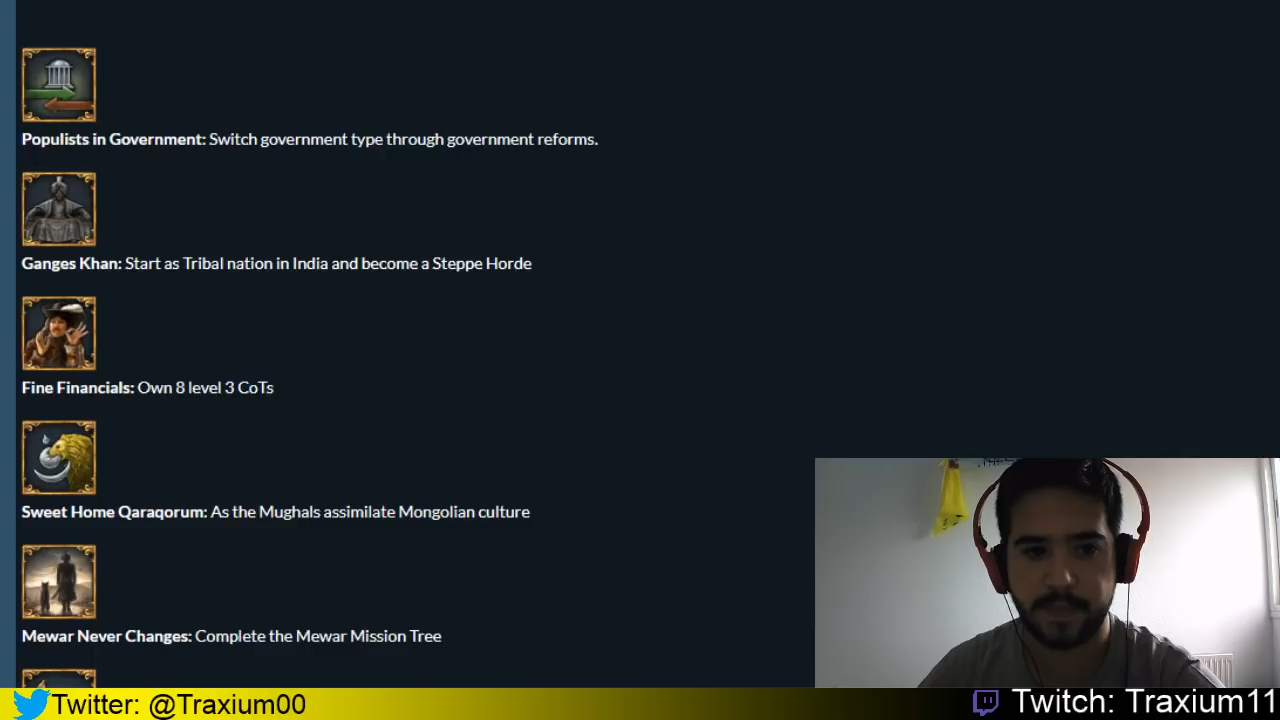 Populists in Government: Switch government type through government reforms.
Ganges Khan: Start as Tribal nation in India and become a Steppe Horde
Fine Financials: Own 8 level 3 CoTs
Sweet Home Qaraqorum: As the Mughals assimilate Mongolian culture
Mewar Never Changes: Complete the Mewar Mission Tree
Twitter: @Traxium00
Twitch: Traxium11